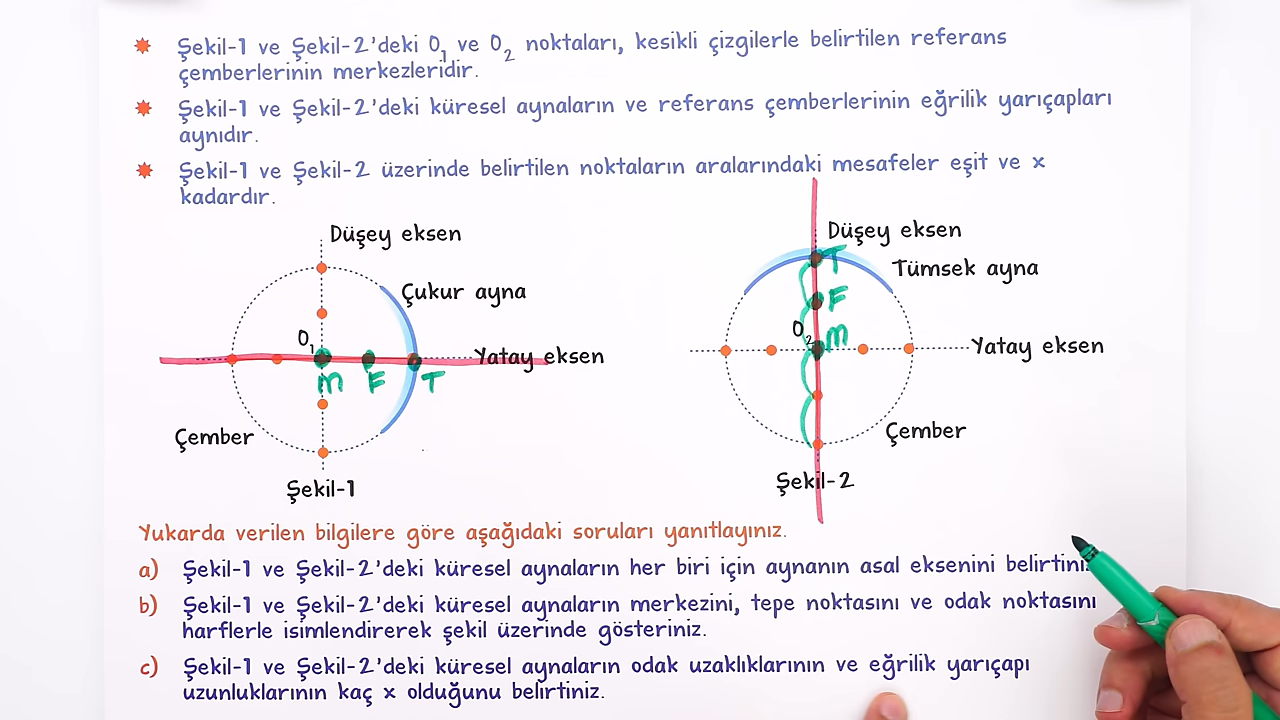 Şekil-1 ve Şekil-2'deki O₁ ve O₂ noktaları, kesikli çizgilerle belirtilen referans
çemberlerinin merkezleridir.
Şekil-1 ve Şekil-2'deki küresel aynaların ve referans çemberlerinin eğrilik yarıçapları
aynıdır.
Şekil-1 ve Şekil-2 üzerinde belirtilen noktaların aralarındaki mesafeler eşit ve x
kadardır.
Düşey eksen
Çukur ayna
O₁
Yatay eksen
M F T
Çember
Şekil-1
Düşey eksen
T
Tümsek ayna
F
O₂
M
Yatay eksen
Çember
Şekil-2
Yukarda verilen bilgilere göre aşağıdaki soruları yanıtlayınız.
a) Şekil-1 ve Şekil-2'deki küresel aynaların her biri için aynanın asal eksenini belirtiniz
b) Şekil-1 ve Şekil-2'deki küresel aynaların merkezini, tepe noktasını ve odak noktasını
harflerle isimlendirerek şekil üzerinde gösteriniz.
c) Şekil-1 ve Şekil-2'deki küresel aynaların odak uzaklıklarının ve eğrilik yarıçapı
uzunluklarının kaç x olduğunu belirtiniz.